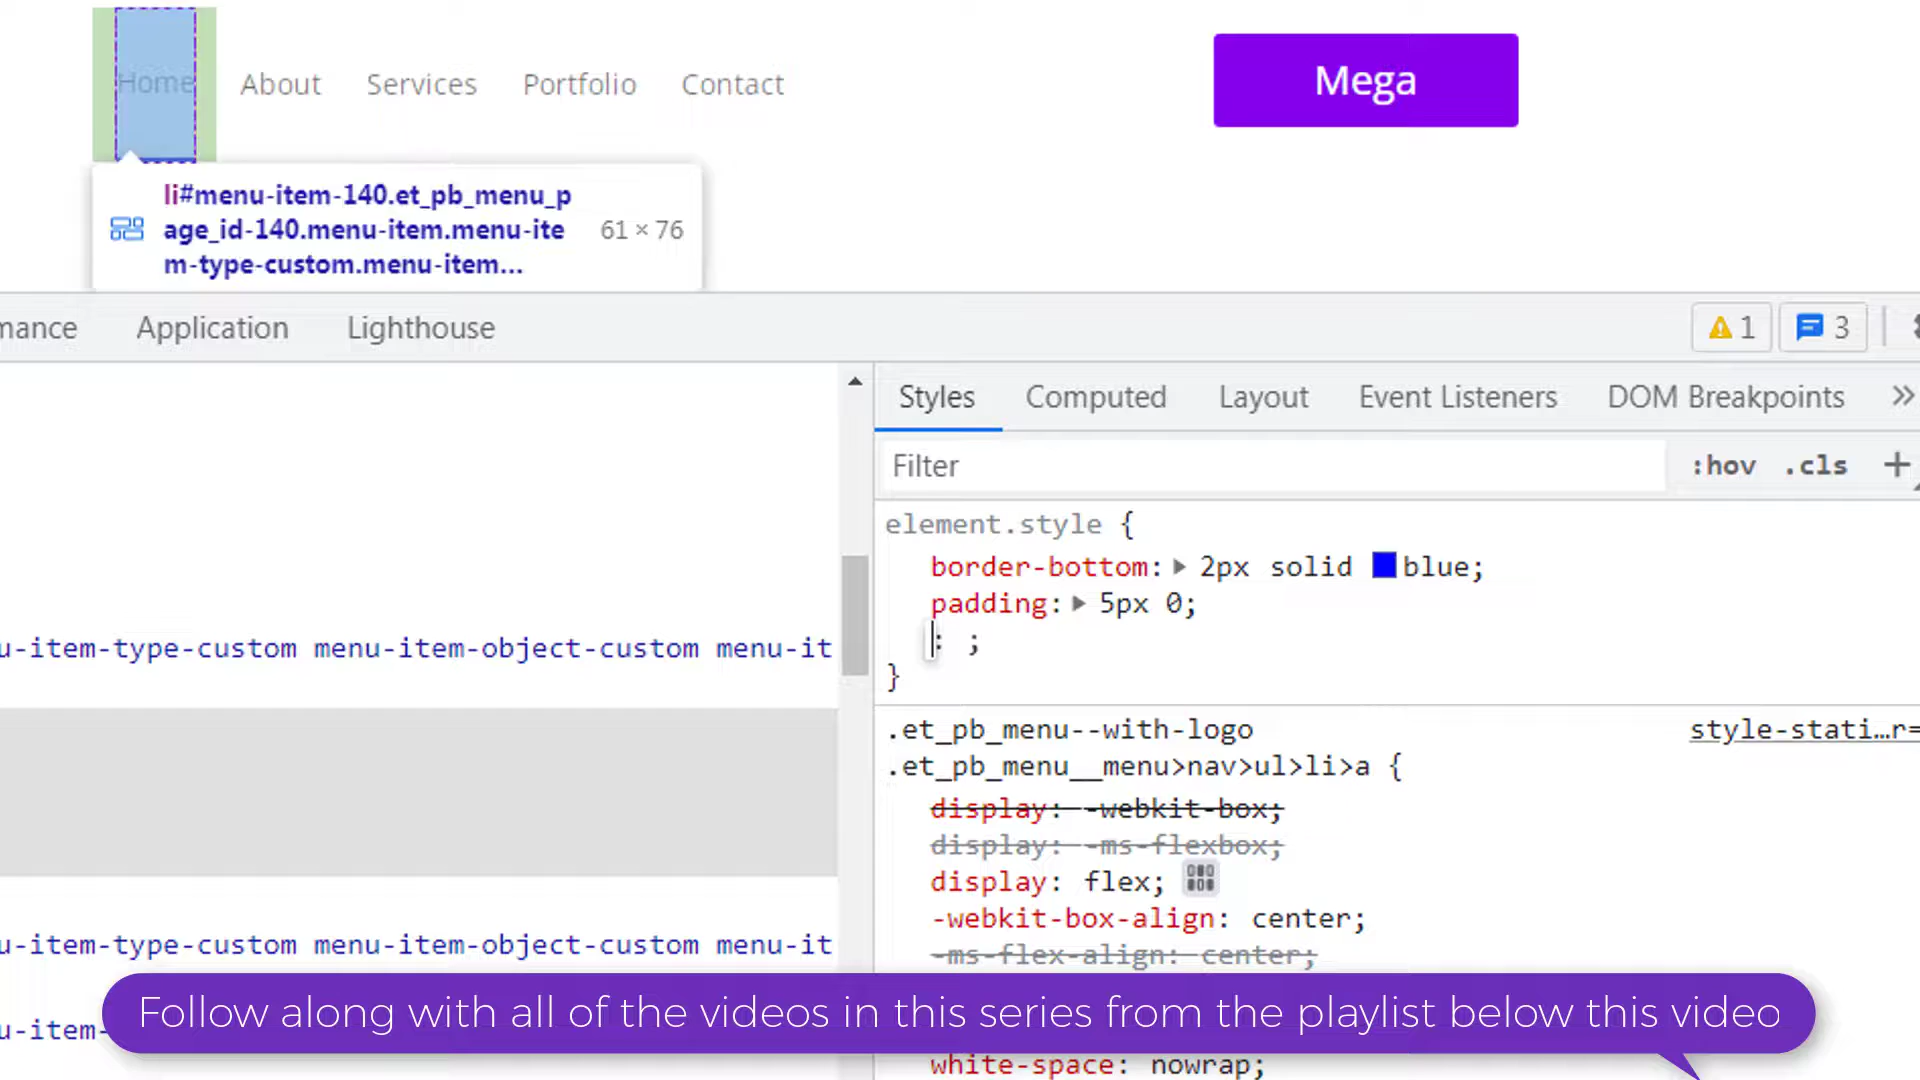 Home About Services Portfolio Contact
Mega
li#menu-item-140.et_pb_menu_p
age_id-140.menu-item.menu-ite
m-type-custom.menu-item...
61 × 76
mance Application Lighthouse
1 3
Styles Computed Layout Event Listeners DOM Breakpoints »
Filter
:hov .cls +
element.style {
border-bottom: 2px solid blue;
padding: 5px 0;
: ;
}
u-item-type-custom menu-item-object-custom menu-it
.et_pb_menu--with-logo
style-stati…r=
.et_pb_menu__menu>nav>ul>li>a {
display: -webkit-box;
display: -ms-flexbox;
display: flex;
-webkit-box-align: center;
-ms-flex-align: center;
u-item-type-custom menu-item-object-custom menu-it
u-item-
Follow along with all of the videos in this series from the playlist below this video
white-space: nowrap;